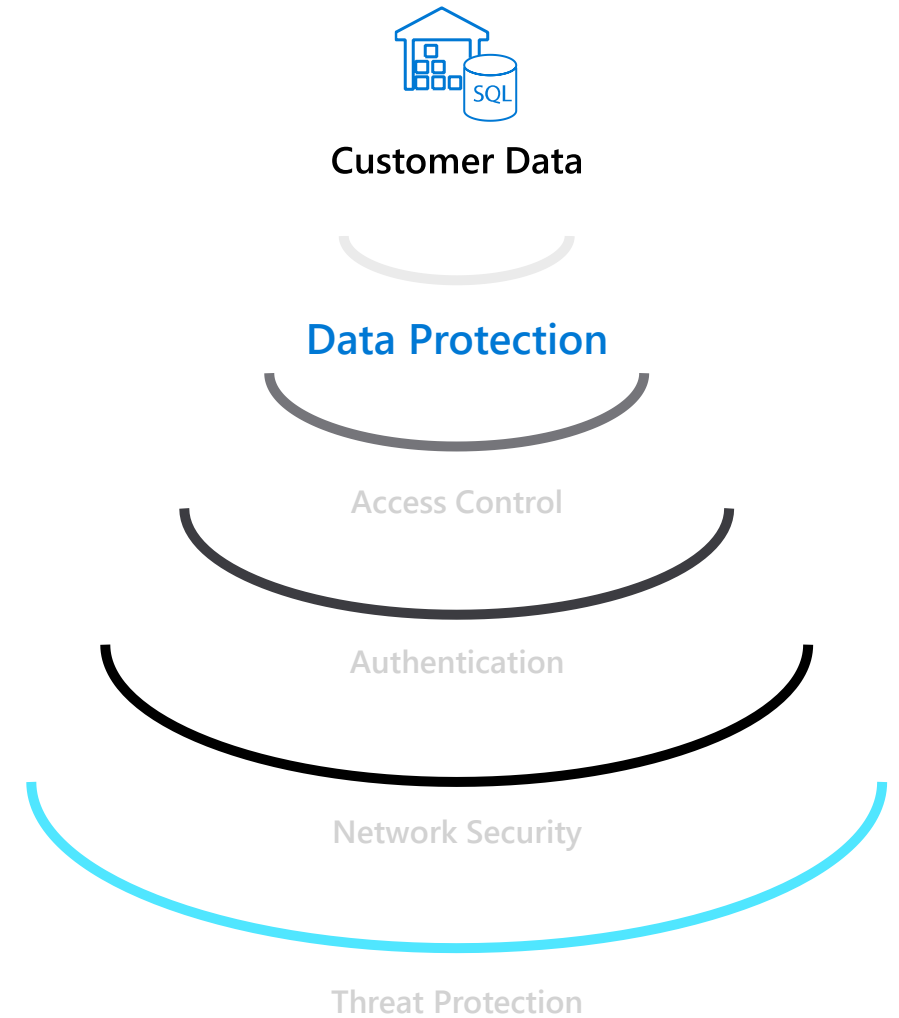 SQL
Customer Data
Data Protection
Access Control
Authentication
Network Security
Threat Protection